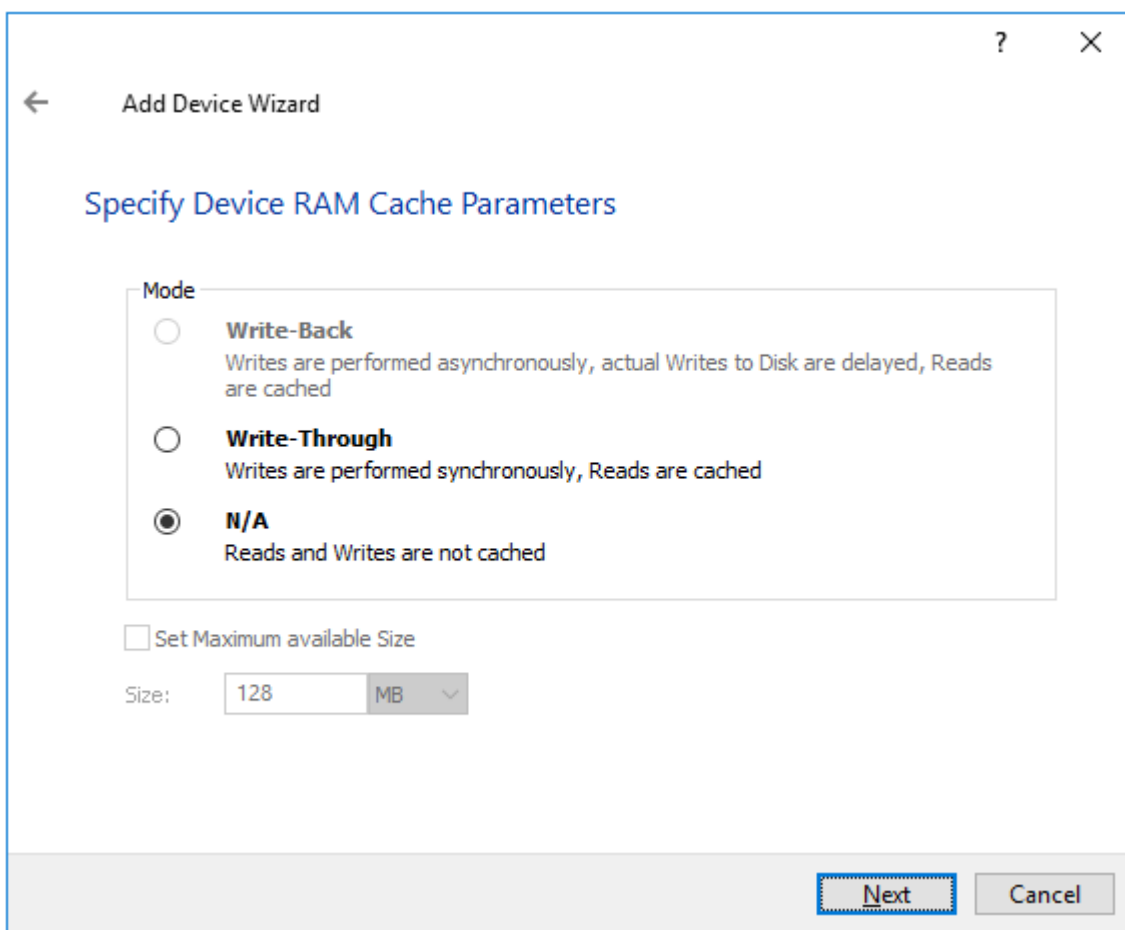 ?
Add Device Wizard
Specify Device RAM Cache Parameters
Mode
Write-Back
Writes are performed asynchronously, actual Writes to Disk are delayed, Reads
are cached
Write-Through
Writes are performed synchronously, Reads are cached
N/A
Reads and Writes are not cached
Set Maximum available Size
Size: 128 MB
Next Cancel